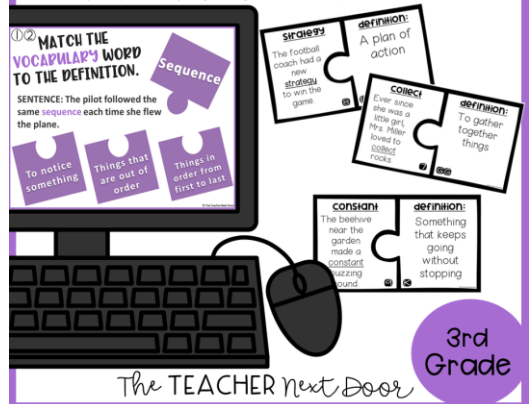 ①② MATCH THE
VOCABULARY WORD
TO THE DEFINITION.
Sequence
SENTENCE: The pilot followed the
same sequence each time she flew
the plane.
To notice
something
Things that
are out of
order
Things in
order from
first to last
strategy
The football
coach had a
new
strategy
to win the
game
definition:
A plan of
action
collect
Ever since
she was a
little girl,
Mrs. Miller
loved to
collect
rocks
7
definition:
To gather
together
things
GG
constant
The beehive
near the
garden
made a
constant
buzzing
sound
definition:
Something
that keeps
going
without
stopping
K
3rd
Grade
The TEACHER Next Door